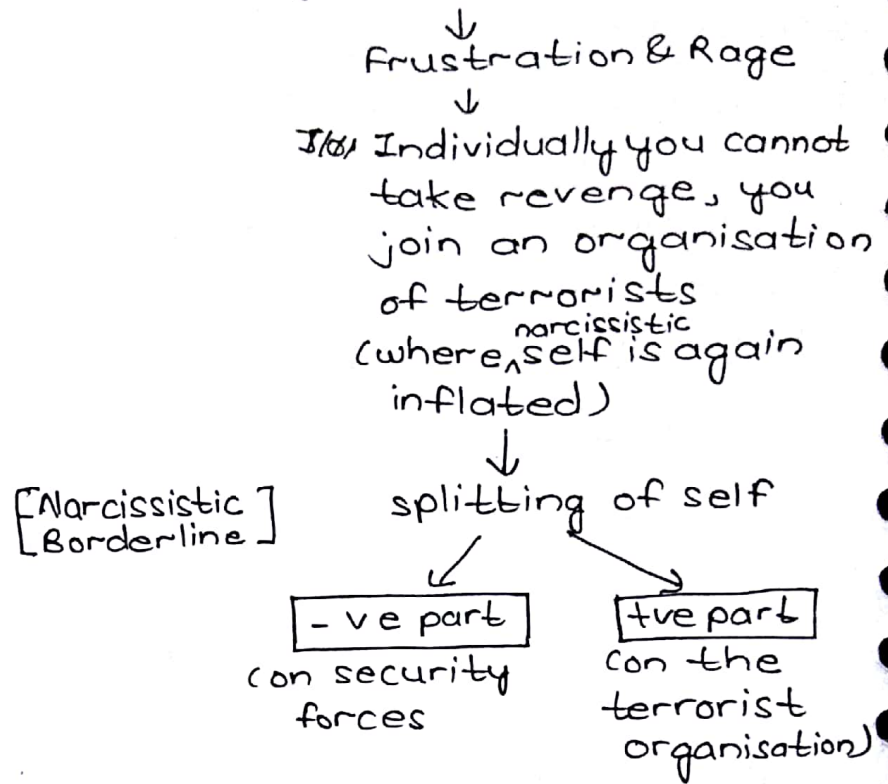 ↓
Frustration & Rage
↓
Individually you cannot
take revenge, you
join an organisation
of terrorists
narcissistic
(where ^ self is again
inflated)
↓
[Narcissistic]
[Borderline]
splitting of self
- ve part
+ve part
(on security
forces
(on the
terrorist
organisation)